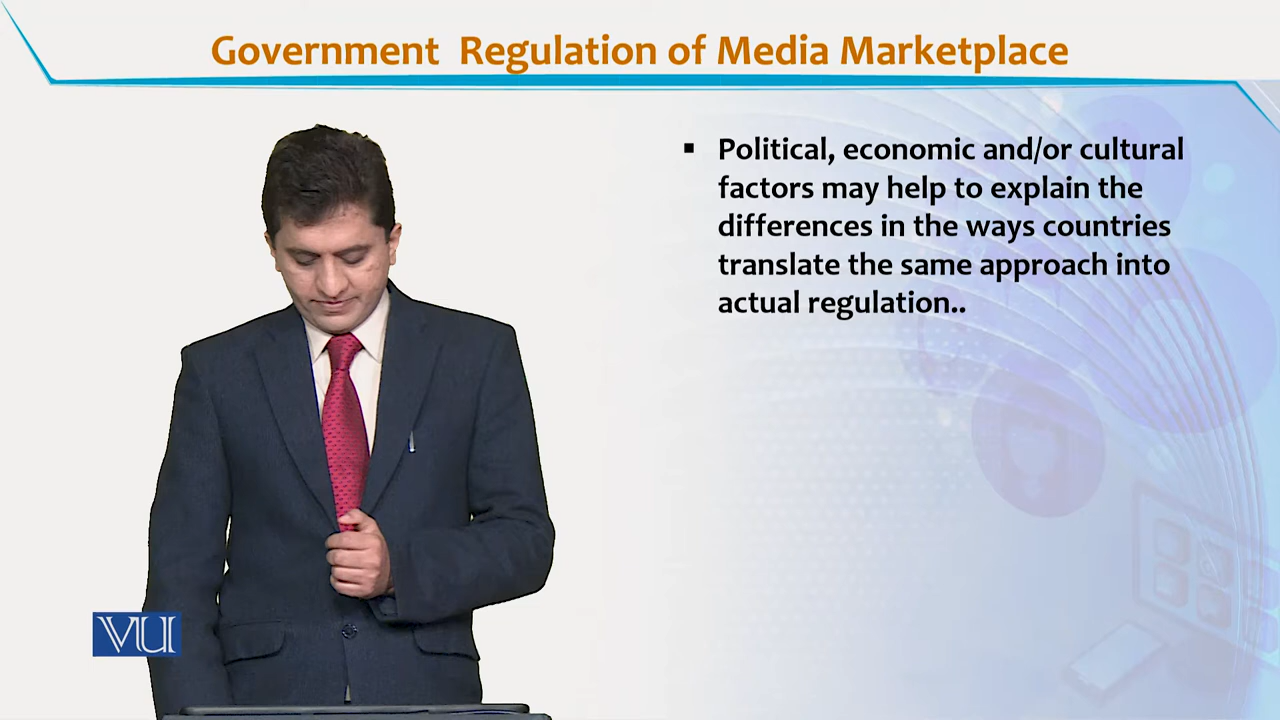 Government Regulation of Media Marketplace
▪ Political, economic and/or cultural
factors may help to explain the
differences in the ways countries
translate the same approach into
actual regulation..
VU